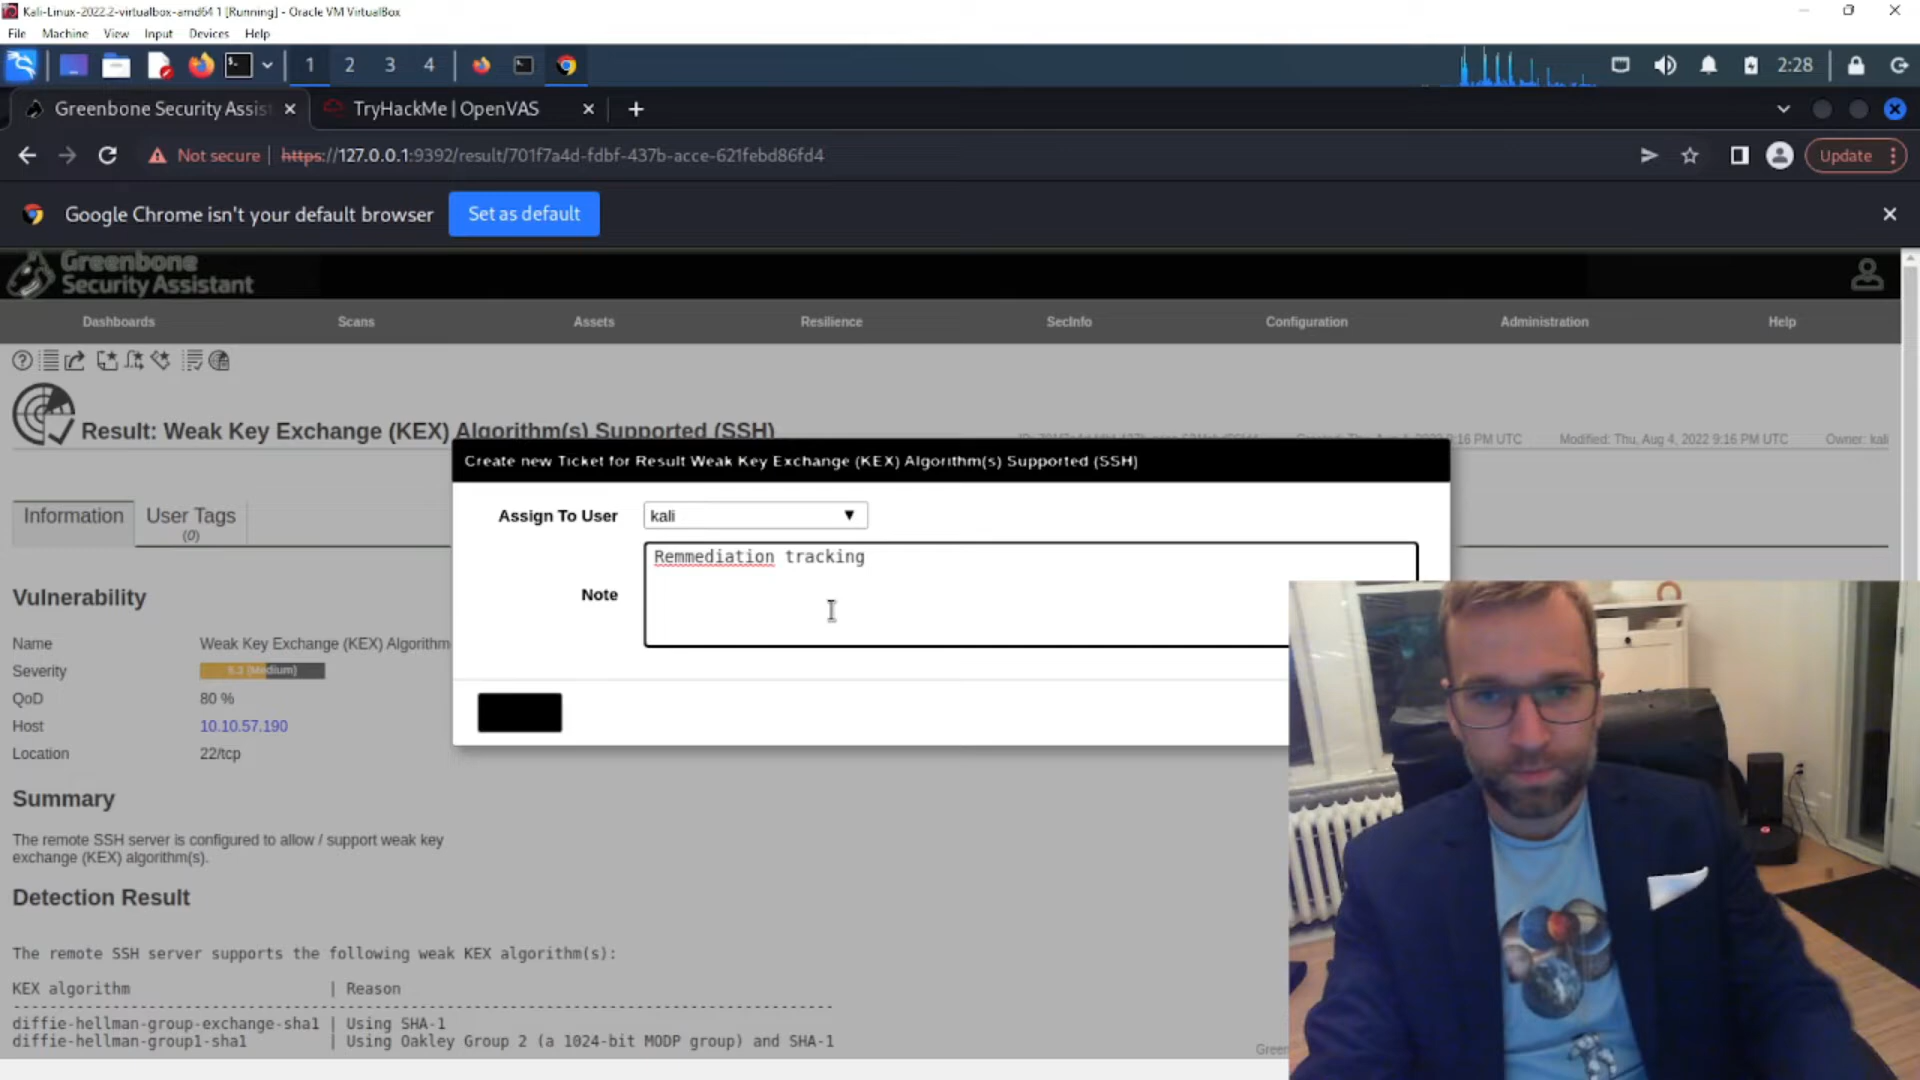 Kali-Linux-2022.2-virtualbox-amd64 1 [Running] - Oracle VM VirtualBox
File Machine View Input Devices Help
1 2 3 4 2:28
Greenbone Security Assist TryHackMe | OpenVAS
Not secure https://127.0.0.1:9392/result/701f7a4d-fdbf-437b-acce-621febd86fd4 Update
Google Chrome isn't your default browser Set as default
Greenbone
Security Assistant
Dashboards Scans Assets Resilience SecInfo Configuration Administration Help
Result: Weak Key Exchange (KEX) Algorithm(s) Supported (SSH)
9:16 PM UTC Modified: Thu, Aug 4, 2022 9:16 PM UTC Owner: kali
Create new Ticket for Result Weak Key Exchange (KEX) Algorithm(s) Supported (SSH)
Information User Tags
(0)
Assign To User kali
Remmediation tracking
Note
Vulnerability
Name Weak Key Exchange (KEX) Algorithm
Severity 5.3 (Medium)
QoD 80 %
Host 10.10.57.190
Location 22/tcp
Summary
The remote SSH server is configured to allow / support weak key
exchange (KEX) algorithm(s).
Detection Result
The remote SSH server supports the following weak KEX algorithm(s):
KEX algorithm | Reason
-------------------------------------------------------------------
diffie-hellman-group-exchange-sha1 | Using SHA-1
diffie-hellman-group1-sha1 | Using Oakley Group 2 (a 1024-bit MODP group) and SHA-1
Green